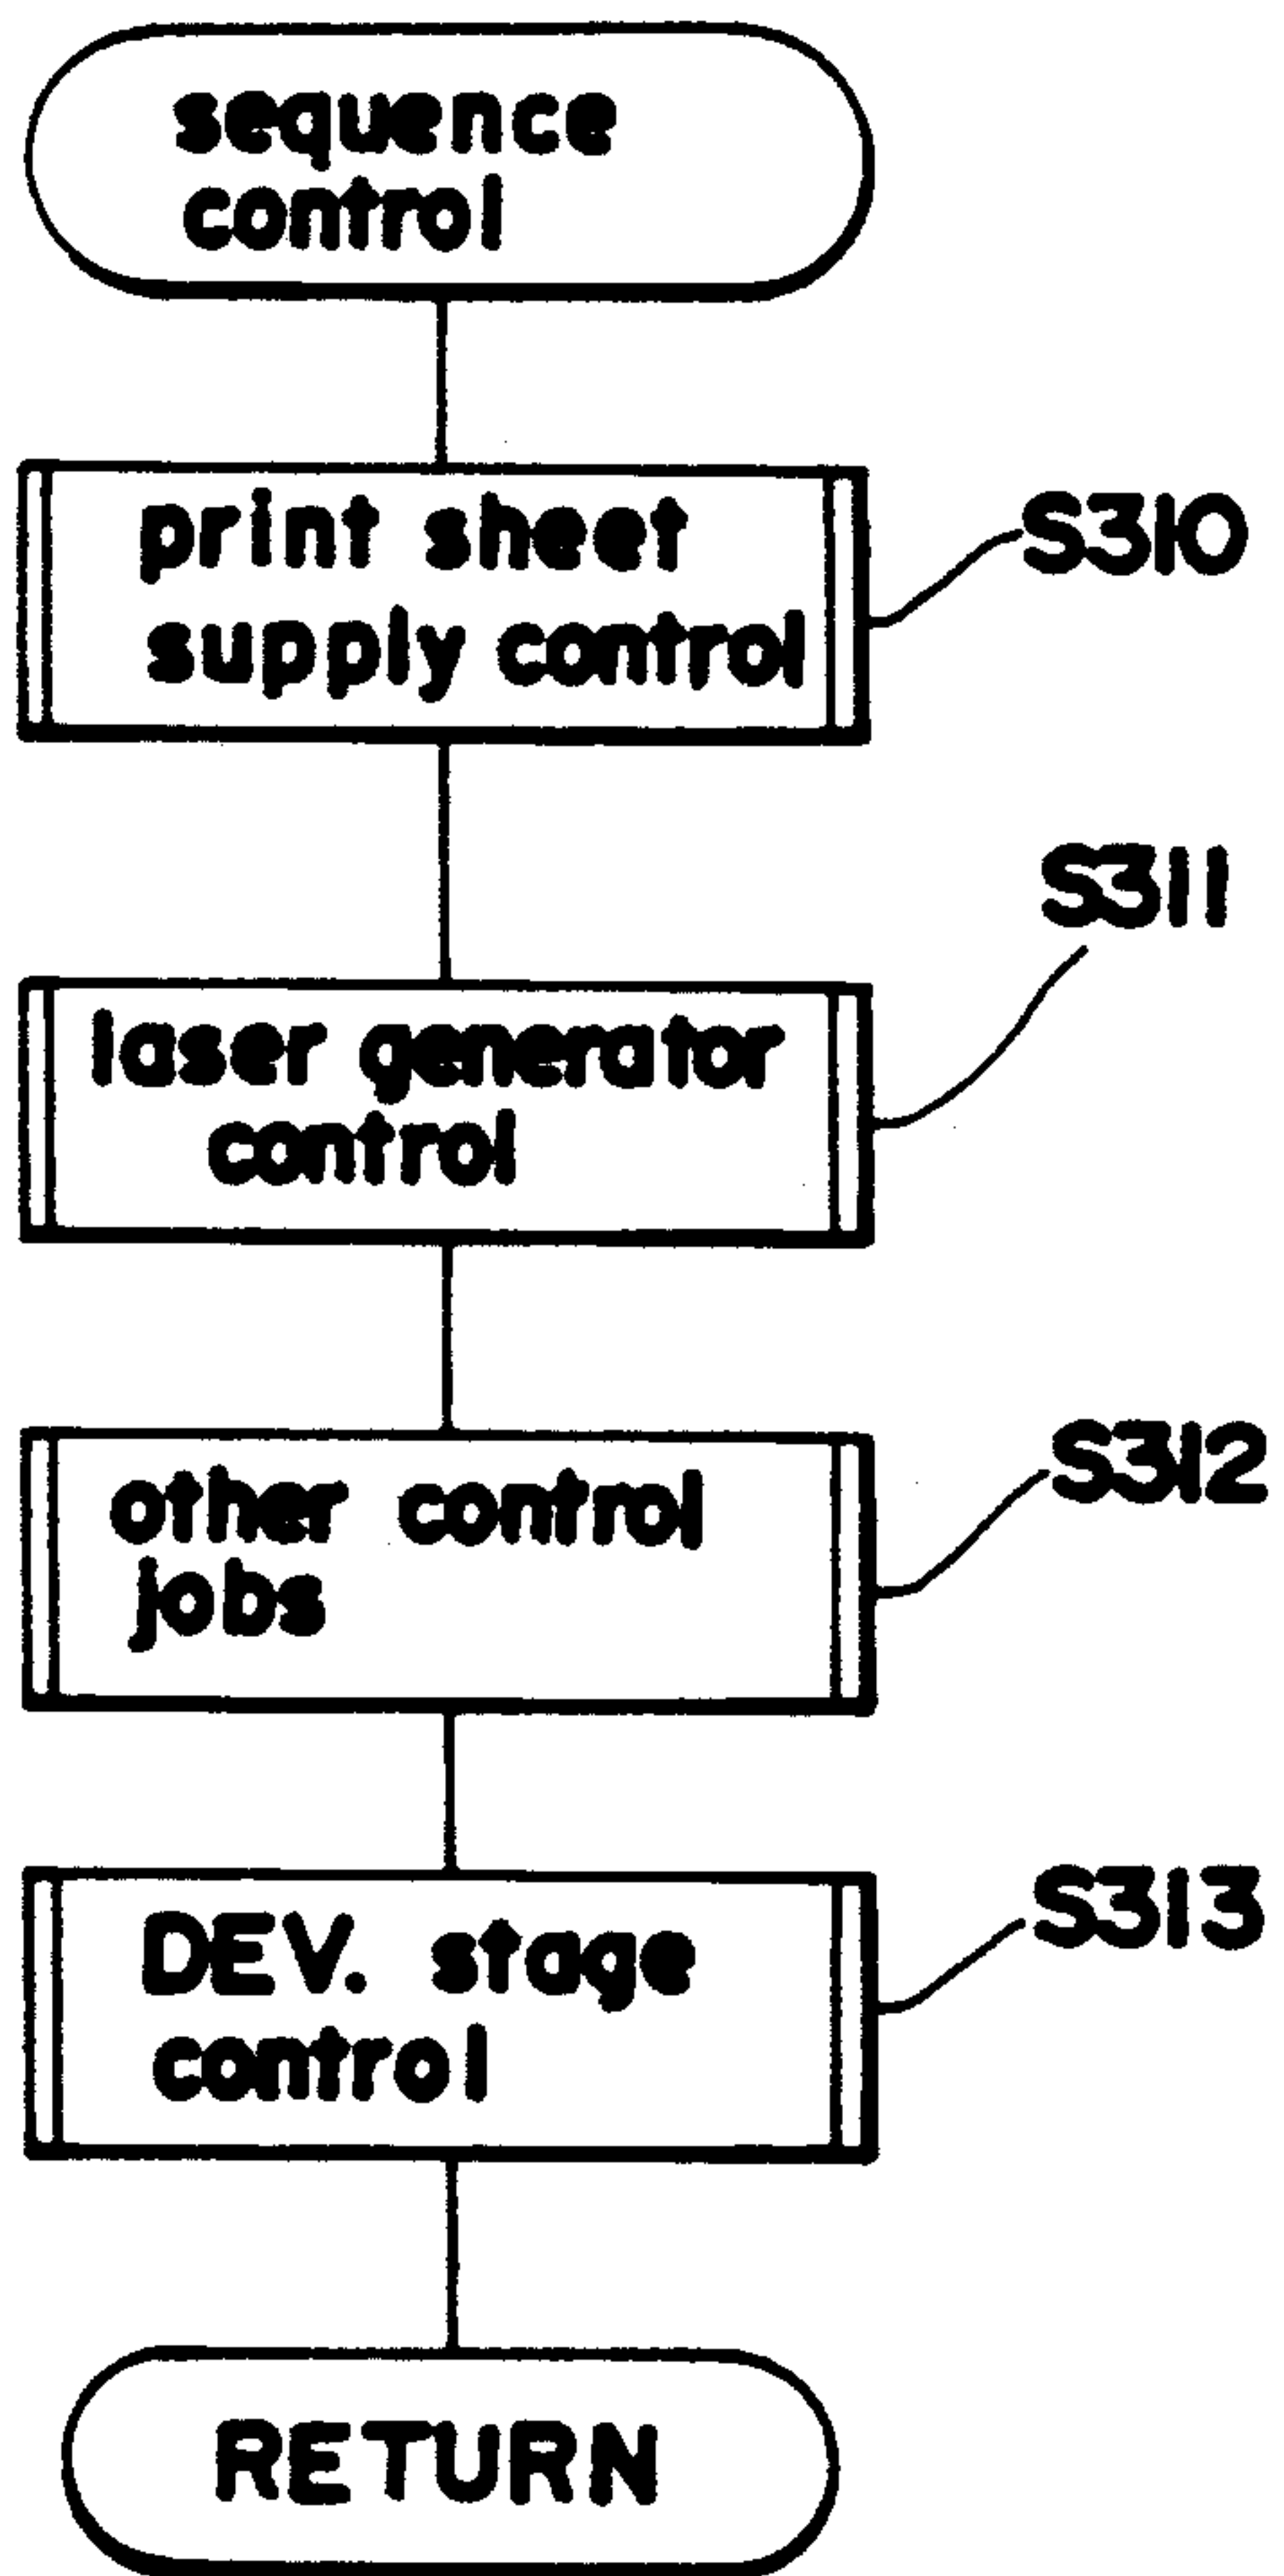 sequence
control
print sheet
supply control
S310
laser generator
control
S311
other control
jobs
S312
DEV. stage
control
S313
RETURN